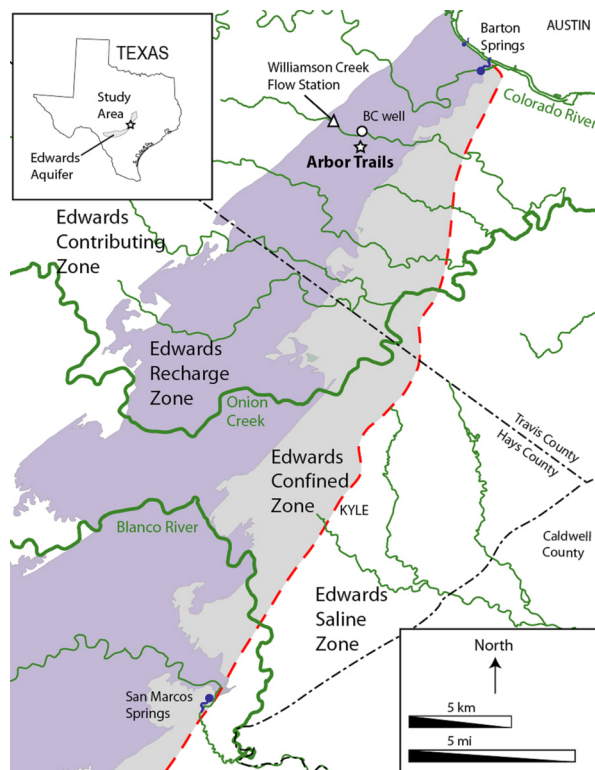 TEXAS
Study
Area
Edwards
Aquifer
Barton
Springs
AUSTIN
Williamson Creek
Flow Station
BC well
Colorado River
Arbor Trails
Edwards
Contributing
Zone
Edwards
Recharge
Zone
Onion
Creek
Travis County
Hays County
Edwards
Confined
Zone
KYLE
Blanco River
Caldwell
County
Edwards
Saline
Zone
San Marcos
Springs
North
5 km
5 mi